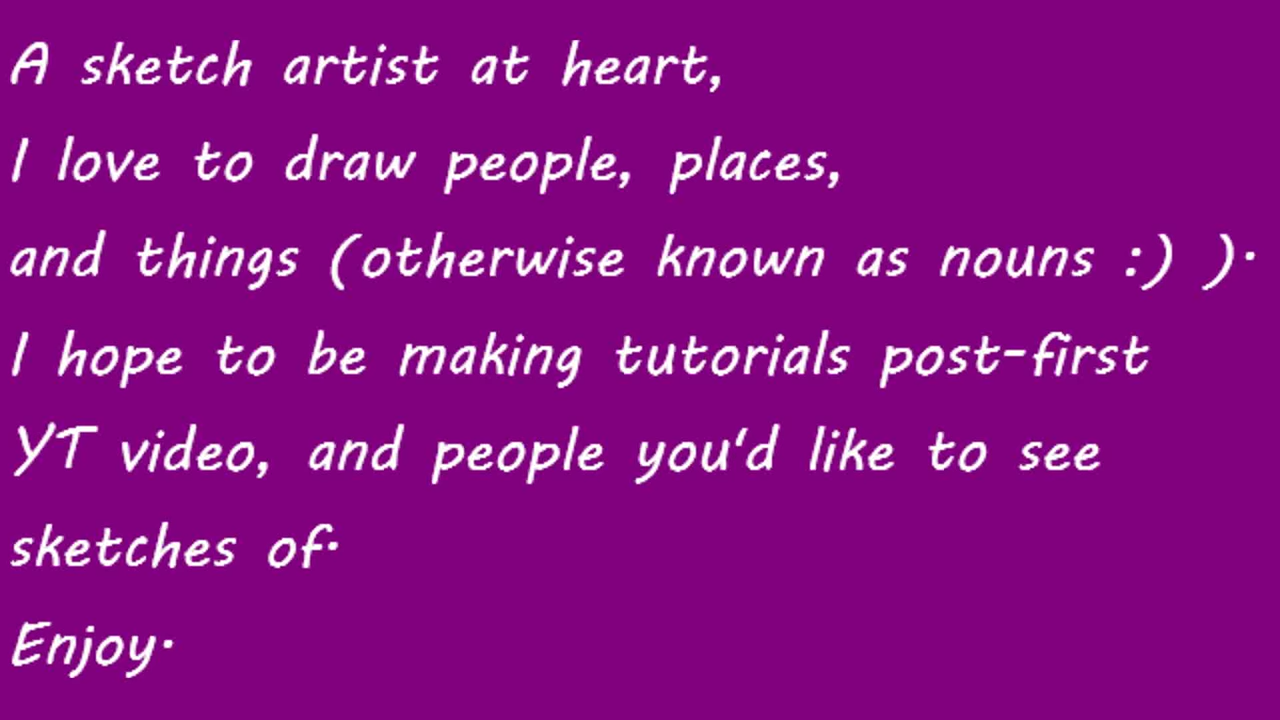 A sketch artist at heart,
I love to draw people, places,
and things (otherwise known as nouns :) ).
I hope to be making tutorials post-first
YT video, and people you'd like to see
sketches of.
Enjoy.